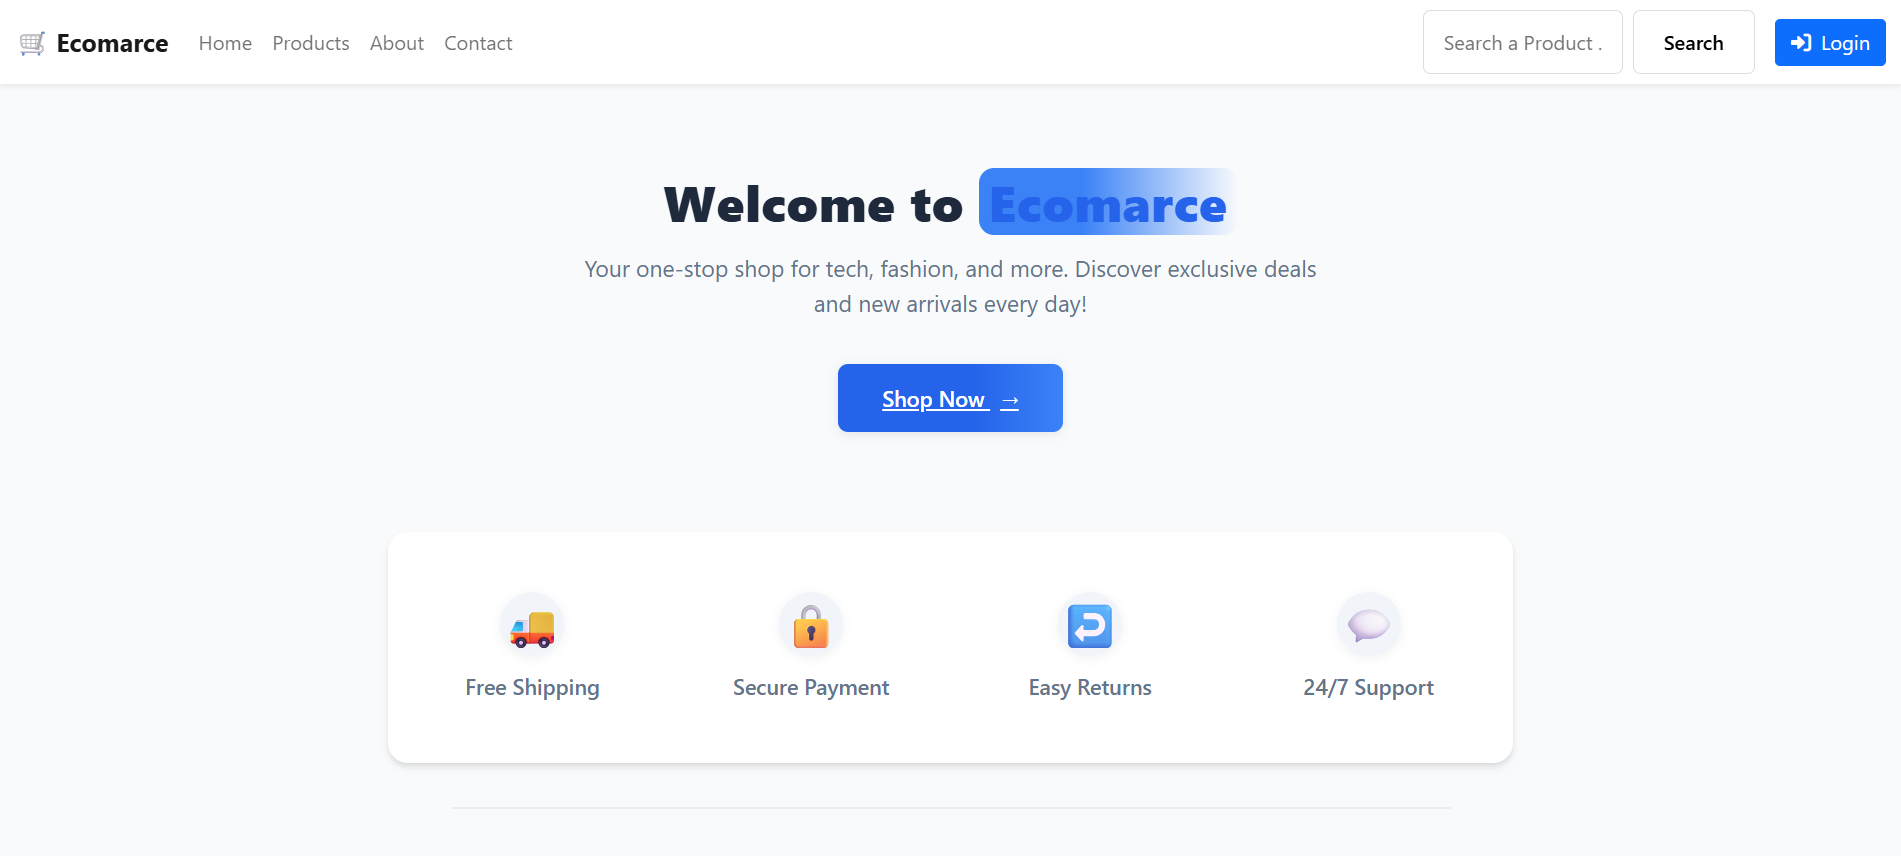 Ecomarce Home Products About Contact Search a Product . Search Login
Welcome to Ecomarce
Your one-stop shop for tech, fashion, and more. Discover exclusive deals
and new arrivals every day!
Shop Now →
Free Shipping Secure Payment Easy Returns 24/7 Support